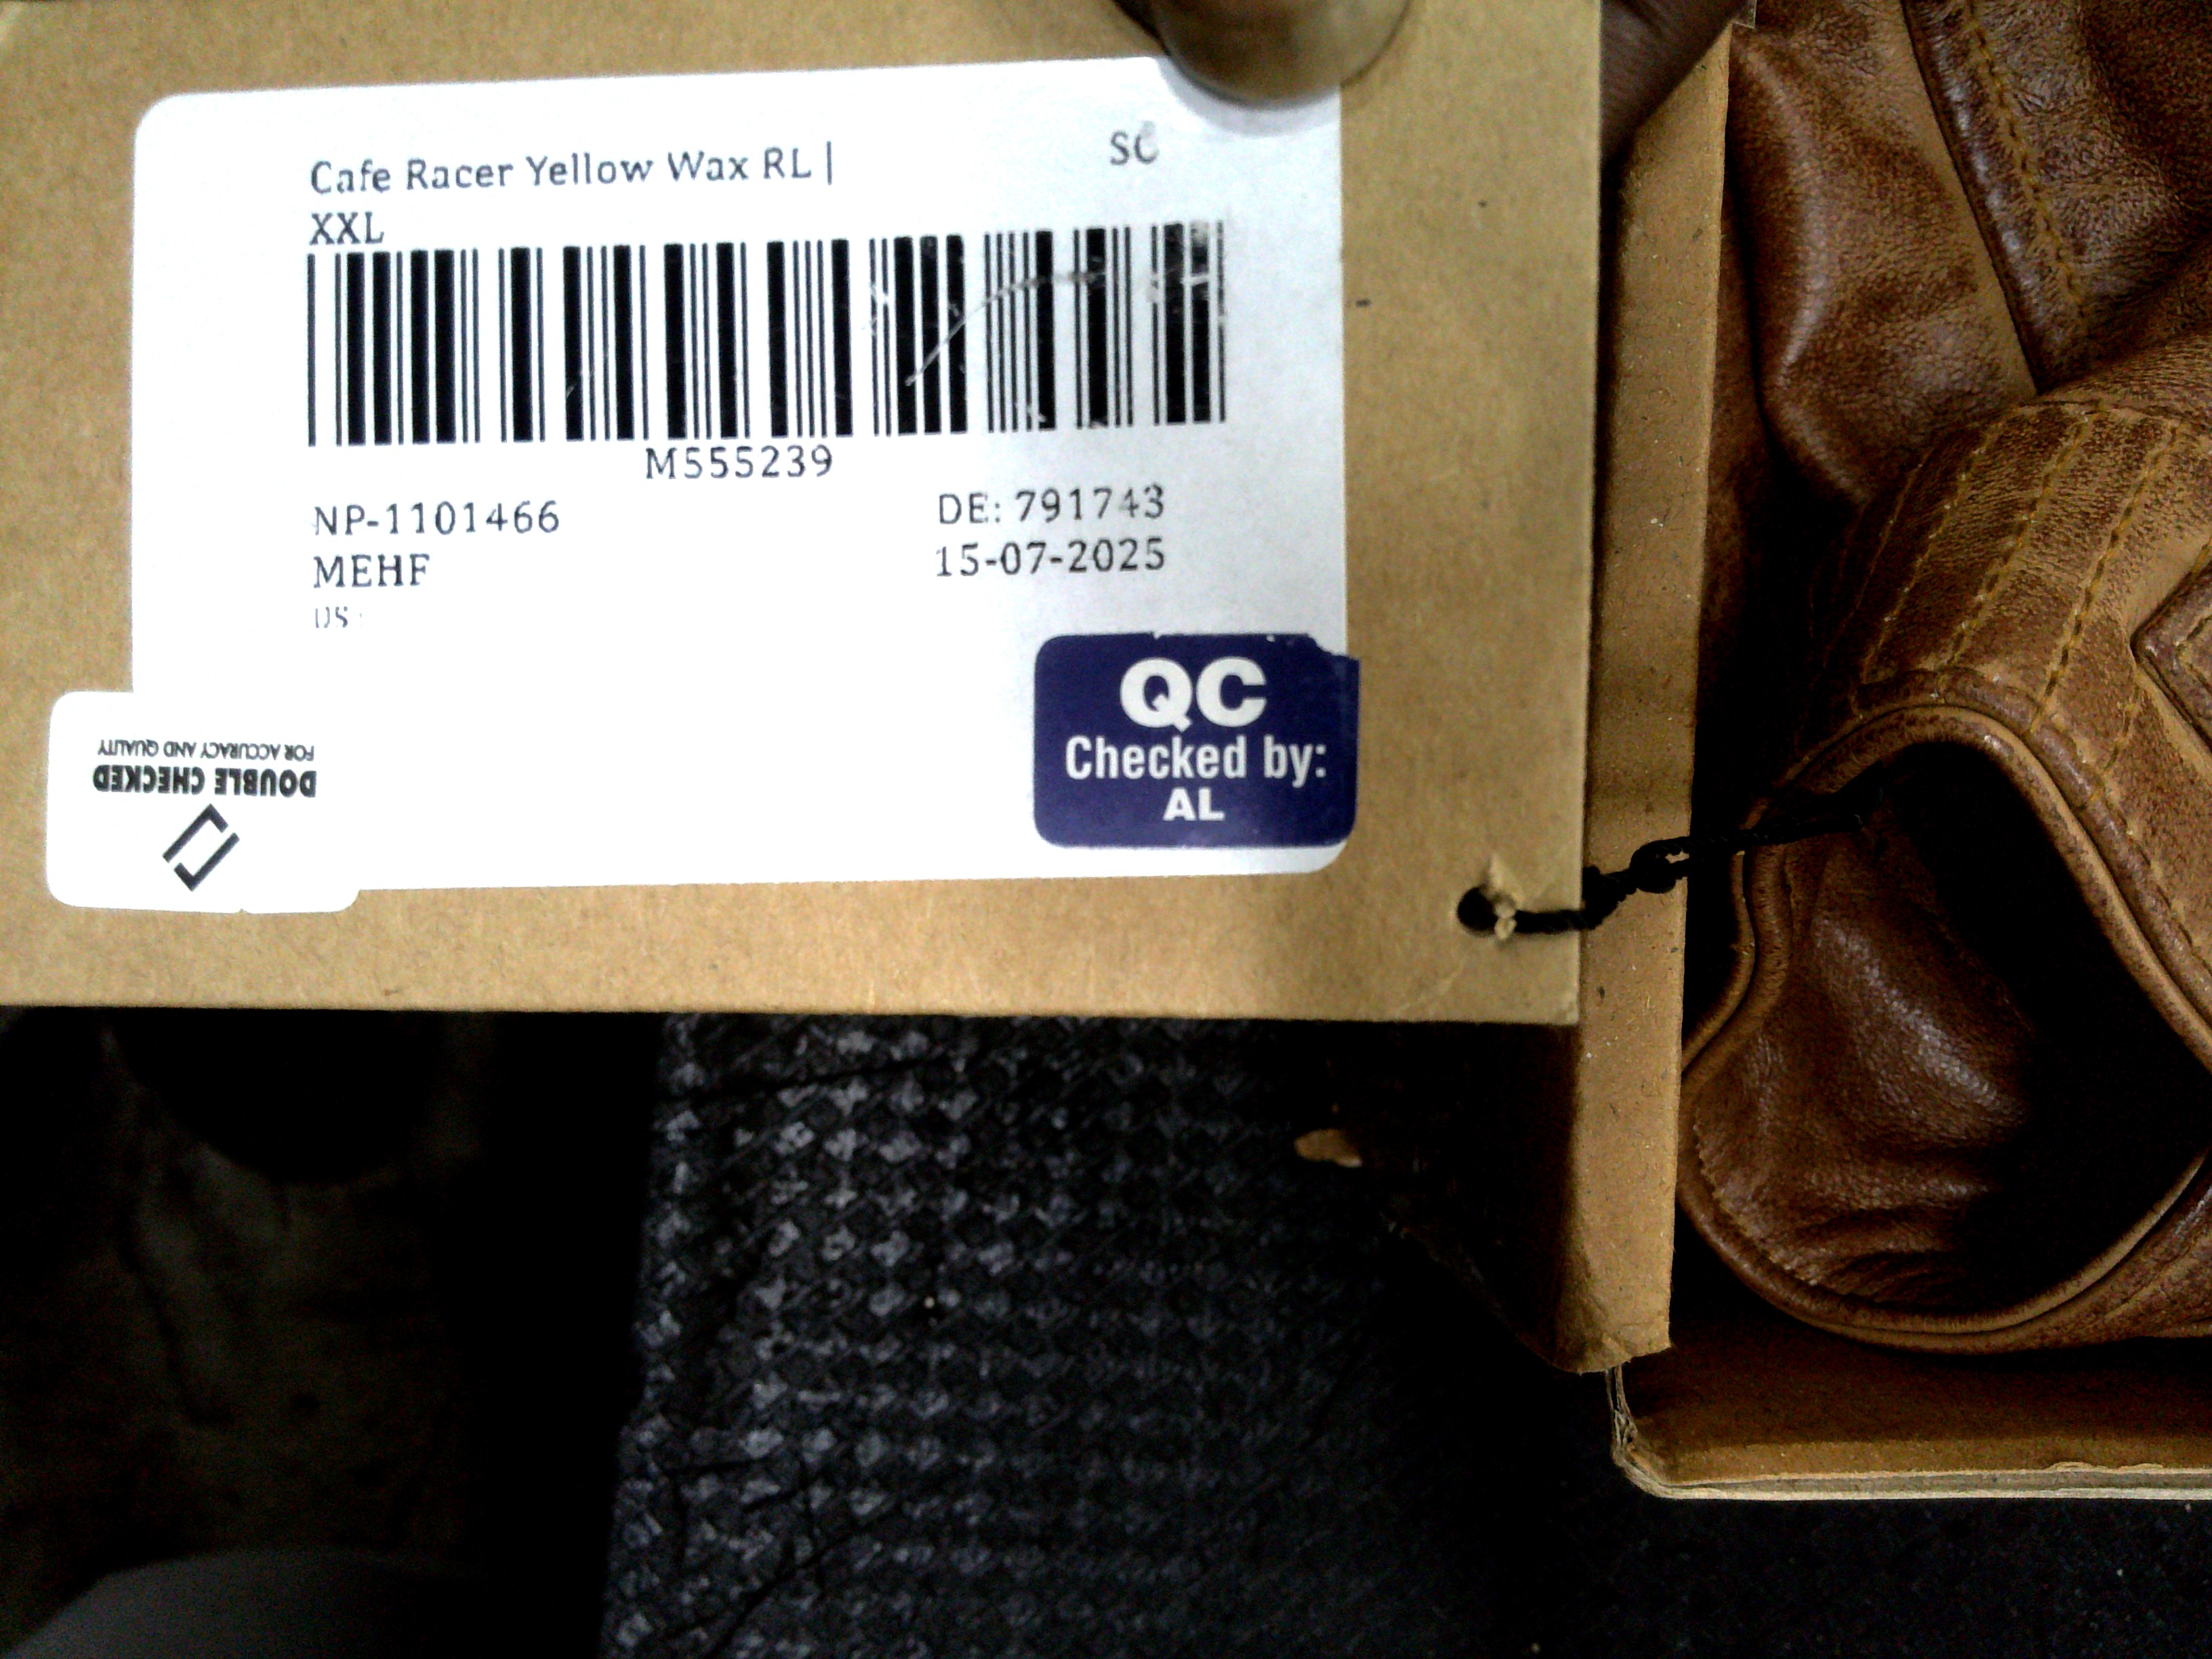 Cafe Racer Yellow Wax RL |
SC
XXL
M555239
NP-1101466
DE: 791743
MEHF
15-07-2025
US :
QC
Checked by:
AL
DOUBLE CHECKED
FOR ACCURACY AND QUALITY